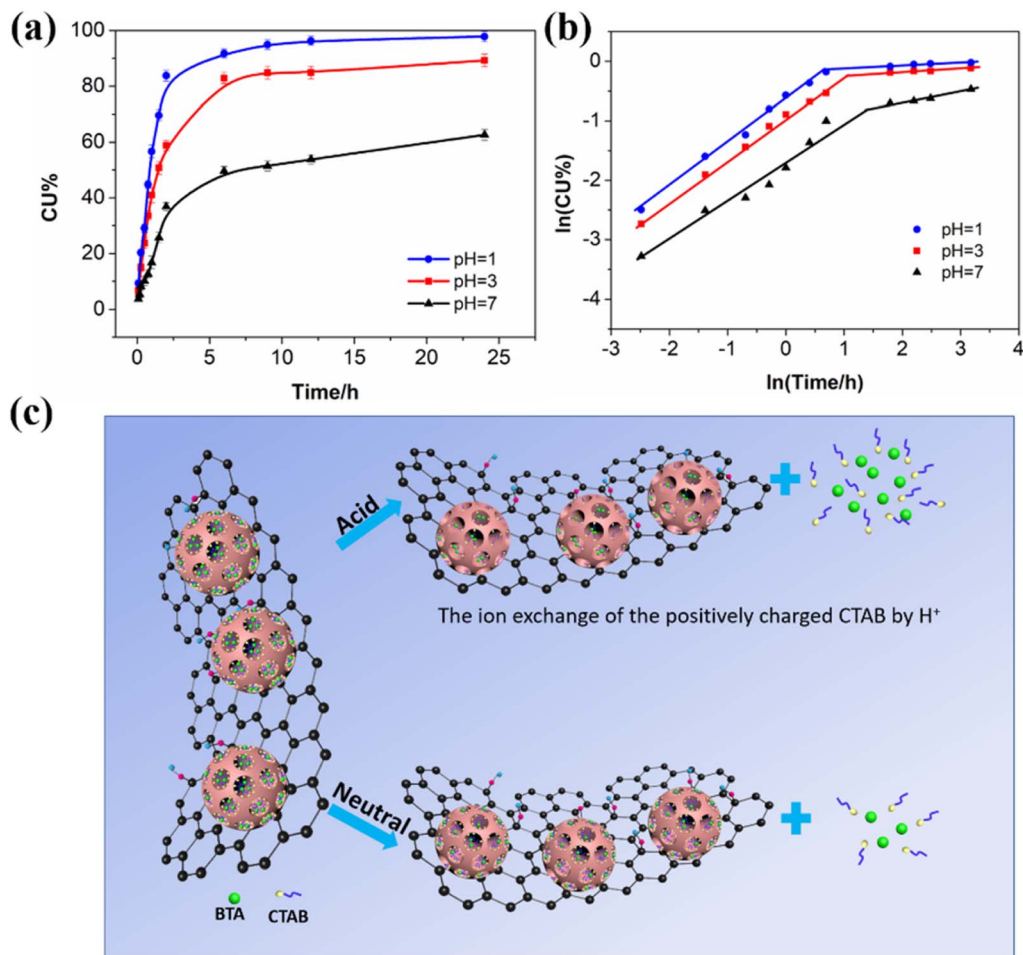 (a)
CU%
100
80
60
40
20
0
pH=1
pH=3
pH=7
0 5 10 15 20 25
Time/h
(b)
ln(CU%)
0
-1
-2
-3
-4
pH=1
pH=3
pH=7
-3 -2 -1 0 1 2 3 4
ln(Time/h)
(c)
Acid
The ion exchange of the positively charged CTAB by H⁺
Neutral
BTA CTAB